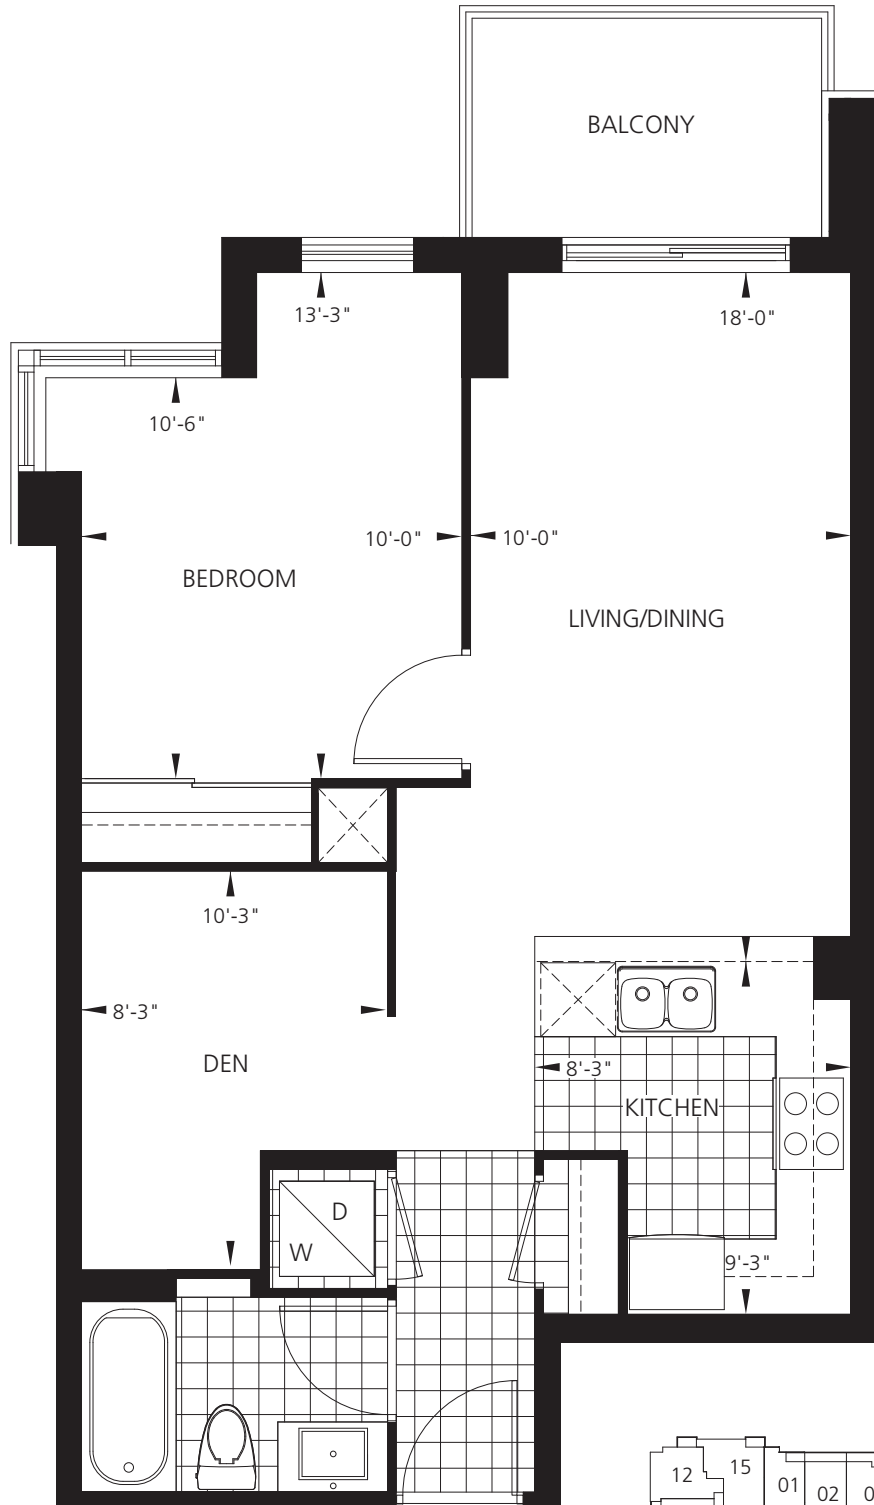 BALCONY
13'-3"
18'-0"
10'-6"
10'-0"
10'-0"
BEDROOM
LIVING/DINING
10'-3"
8'-3"
DEN
8'-3"
KITCHEN
D
W
9'-3"
12
15
01
02